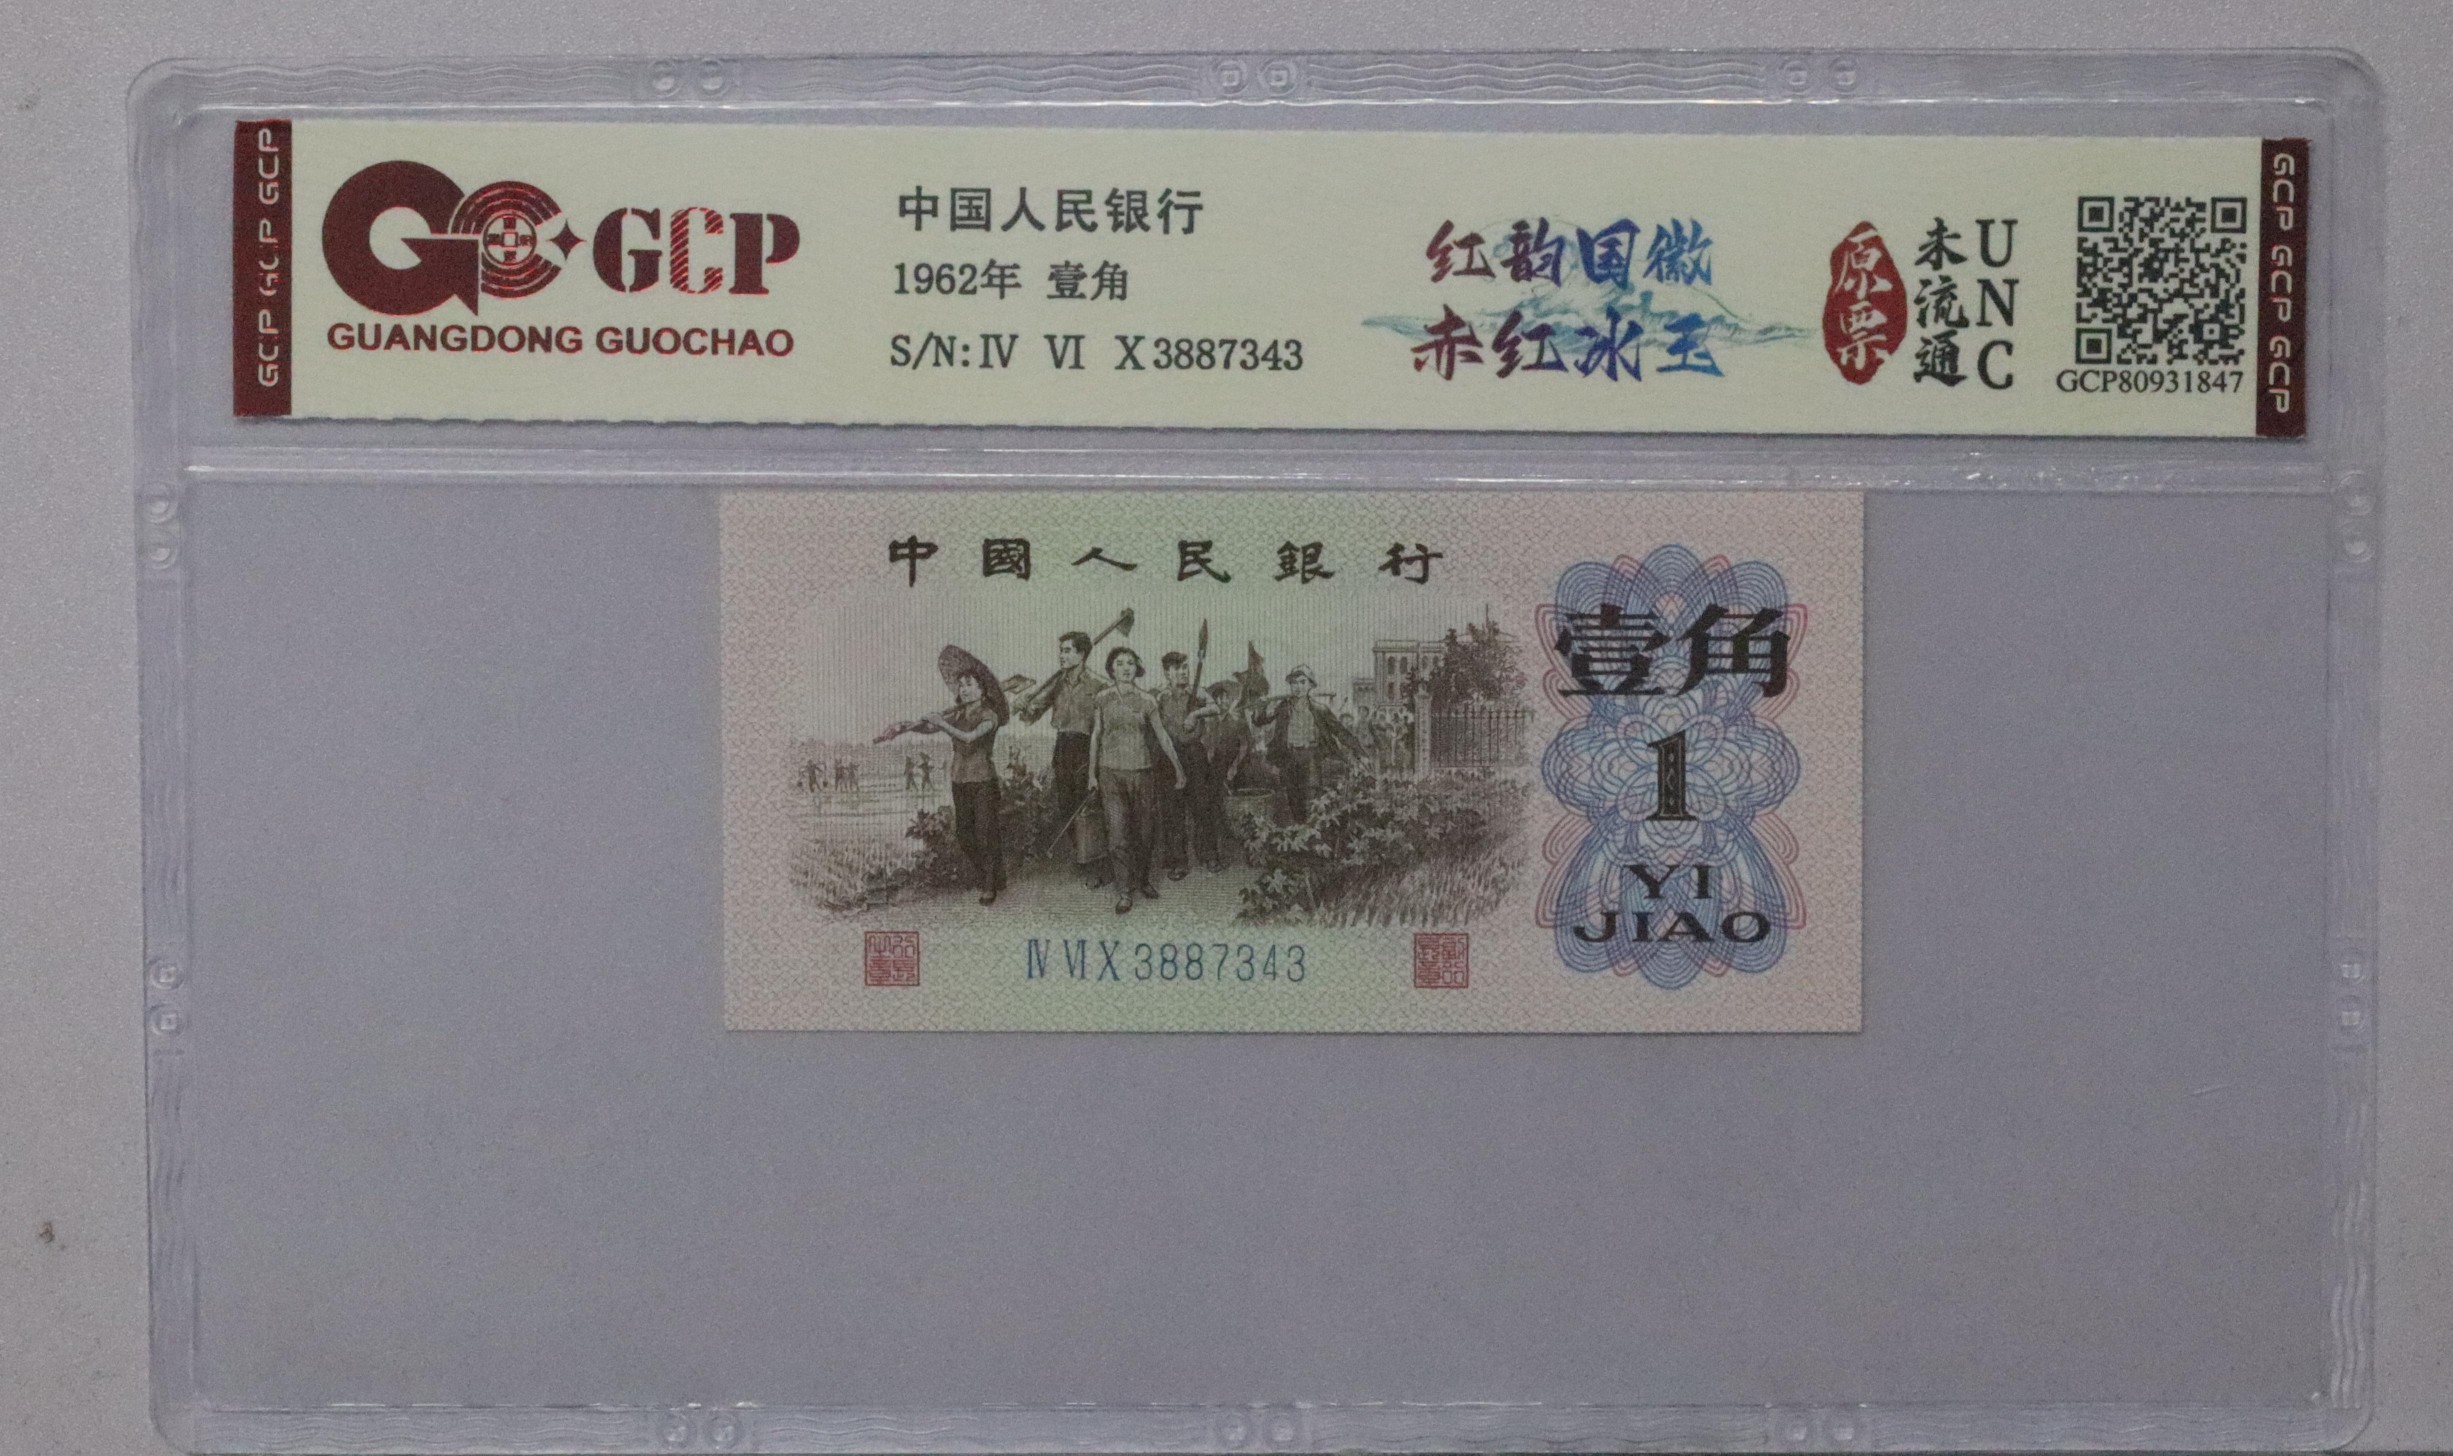 GCP GCP GCP
GCP
GUANGDONG GUOCHAO
中国人民银行
1962年 壹角
S/N: IV VI X 3887343
红韵国徽
赤红冰玉
原票
未流通
UNC
GCP80931847
GCP GCP GCP
中國人民銀行
壹角
1
YI
JIAO
IV VI X 3887343